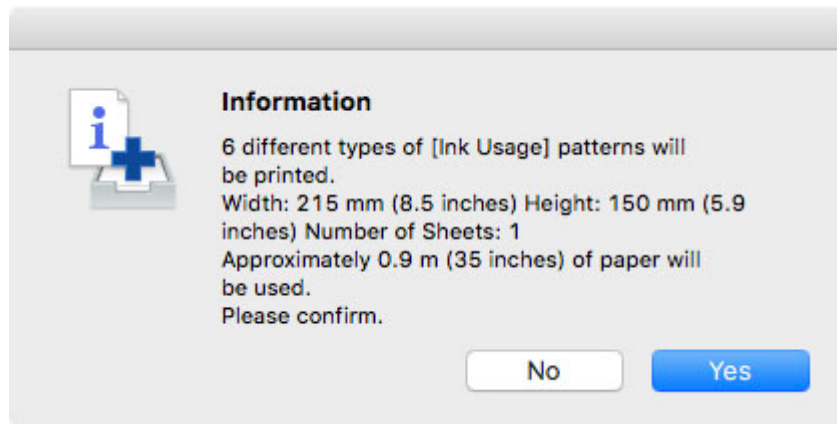 Information
6 different types of [Ink Usage] patterns will
be printed.
Width: 215 mm (8.5 inches) Height: 150 mm (5.9
inches) Number of Sheets: 1
Approximately 0.9 m (35 inches) of paper will
be used.
Please confirm.
No
Yes